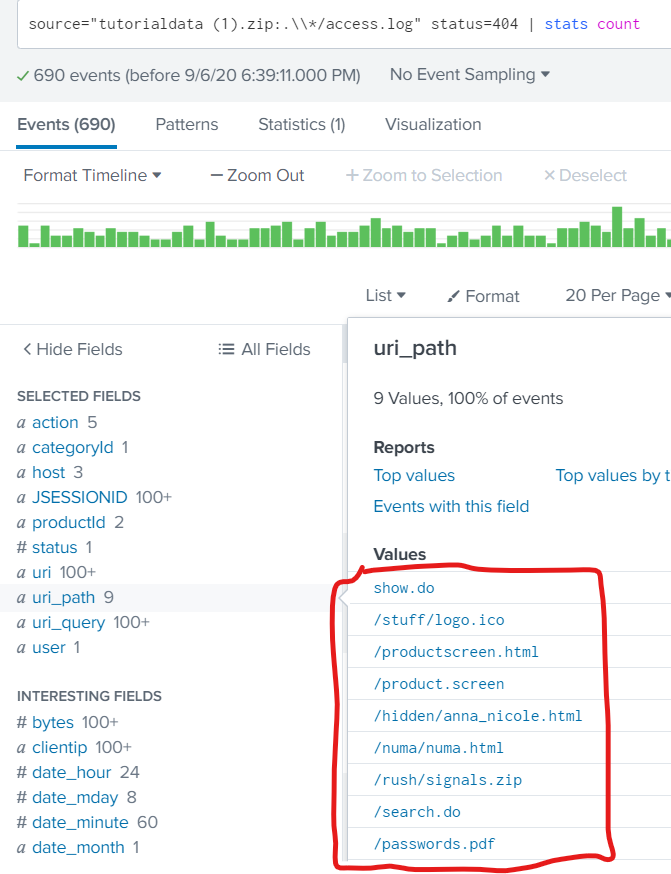 source="tutorialdata (1).zip:.\\*/access.log" status=404 | stats count
690 events (before 9/6/20 6:39:11.000 PM) No Event Sampling
Events (690) Patterns Statistics (1) Visualization
Format Timeline Zoom Out Zoom to Selection Deselect
List Format 20 Per Page
Hide Fields All Fields
SELECTED FIELDS
a action 5
a categoryId 1
a host 3
a JSESSIONID 100+
a productId 2
# status 1
a uri 100+
a uri_path 9
a uri_query 100+
a user 1
INTERESTING FIELDS
# bytes 100+
a clientip 100+
# date_hour 24
# date_mday 8
# date_minute 60
a date_month 1
uri_path
9 Values, 100% of events
Reports
Top values Top values by t
Events with this field
Values
show.do
/stuff/logo.ico
/productscreen.html
/product.screen
/hidden/anna_nicole.html
/numa/numa.html
/rush/signals.zip
/search.do
/passwords.pdf